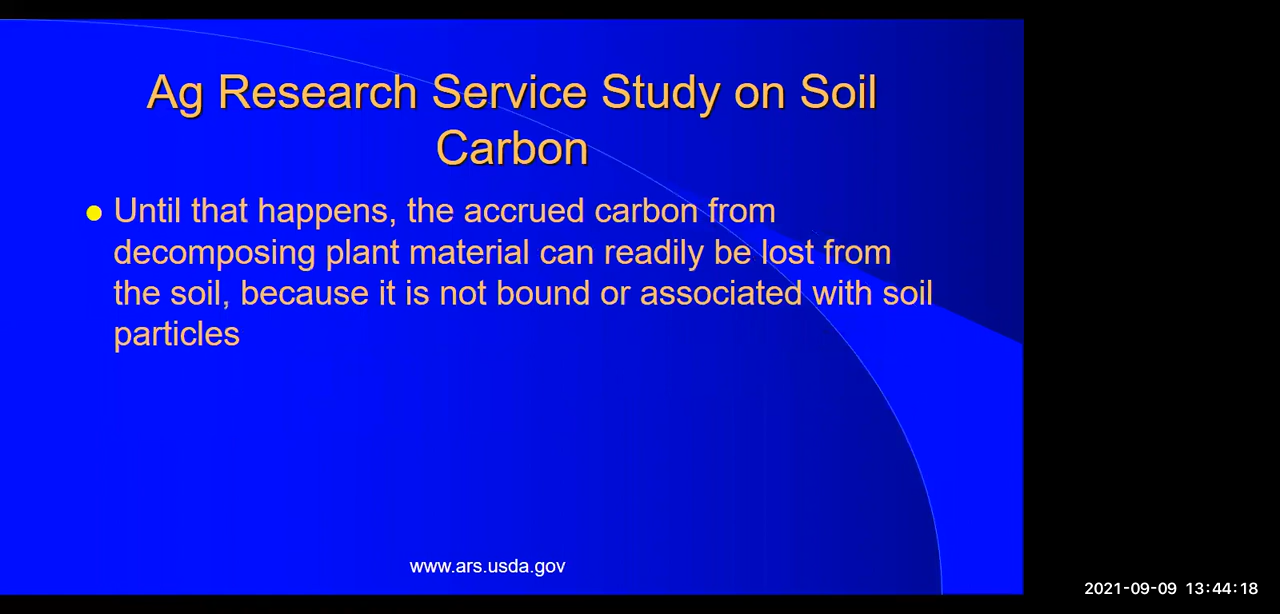 Ag Research Service Study on Soil
Carbon
Until that happens, the accrued carbon from
decomposing plant material can readily be lost from
the soil, because it is not bound or associated with soil
particles
www.ars.usda.gov
2021-09-09 13:44:18